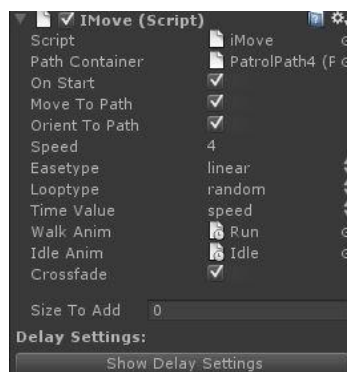 IMove (Script)
Script iMove
Path Container PatrolPath4 (F
On Start
Move To Path
Orient To Path
Speed 4
Easetype linear
Looptype random
Time Value speed
Walk Anim Run
Idle Anim Idle
Crossfade
Size To Add 0
Delay Settings:
Show Delay Settings